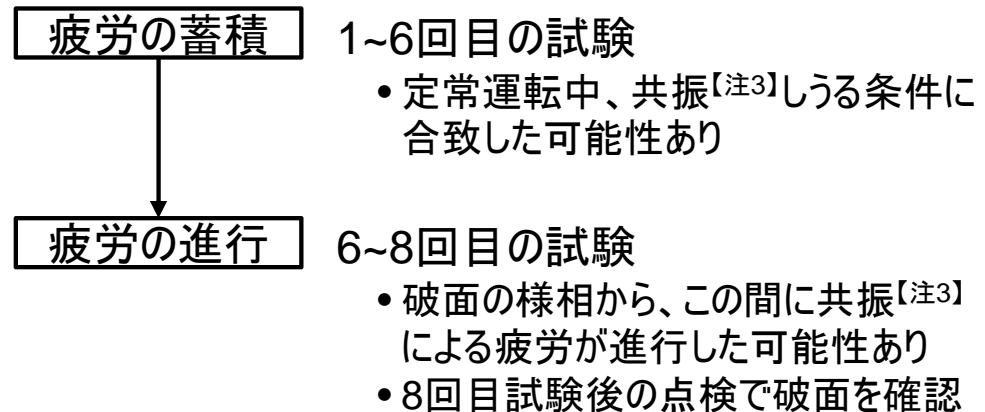 疲労の蓄積 1~6回目の試験
• 定常運転中、共振【注3】しうる条件に
合致した可能性あり
疲労の進行 6~8回目の試験
• 破面の様相から、この間に共振【注3】
による疲労が進行した可能性あり
• 8回目試験後の点検で破面を確認